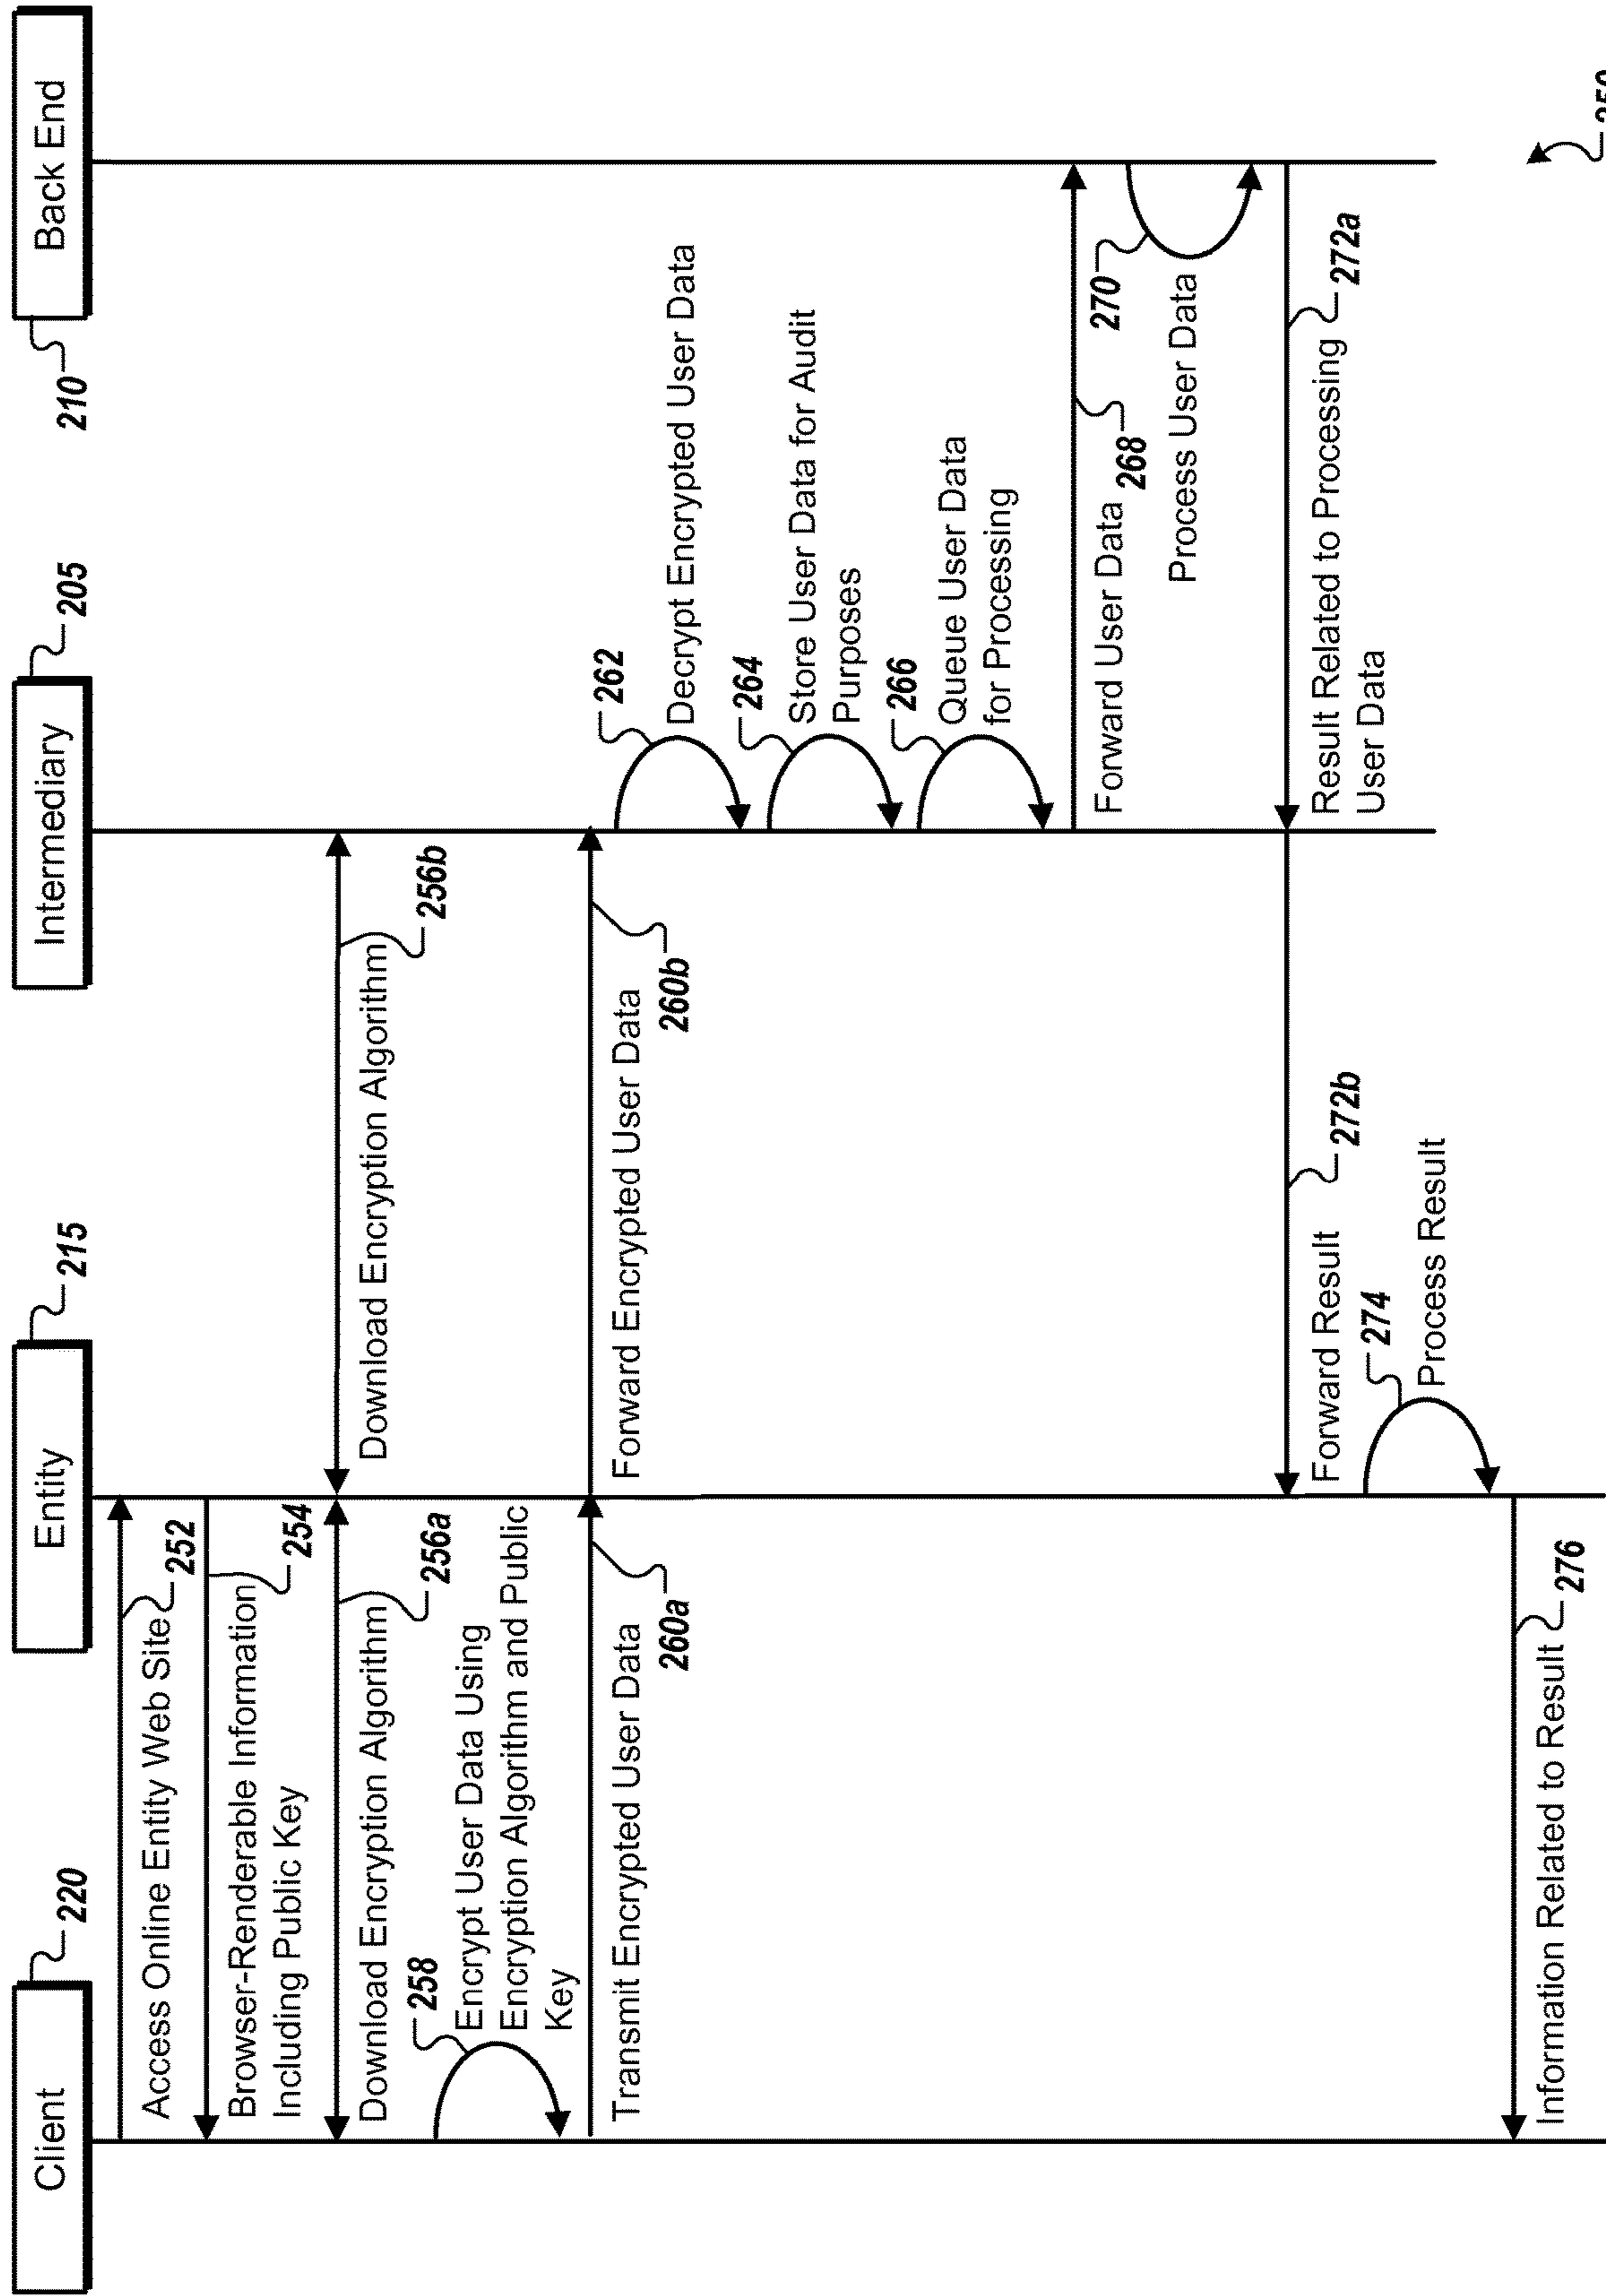 Client
220
Entity
215
Intermediary
205
Back End
210
Access Online Entity Web Site
252
Browser-Renderable Information
Including Public Key
254
Download Encryption Algorithm
256a
Download Encryption Algorithm
256b
258
Encrypt User Data Using
Encryption Algorithm and Public
Key
Transmit Encrypted User Data
260a
Forward Encrypted User Data
260b
262
Decrypt Encrypted User Data
264
Store User Data for Audit
Purposes
266
Queue User Data
for Processing
Forward User Data
268
270
Process User Data
Result Related to Processing
User Data
272a
Forward Result
272b
274
Process Result
Information Related to Result
276